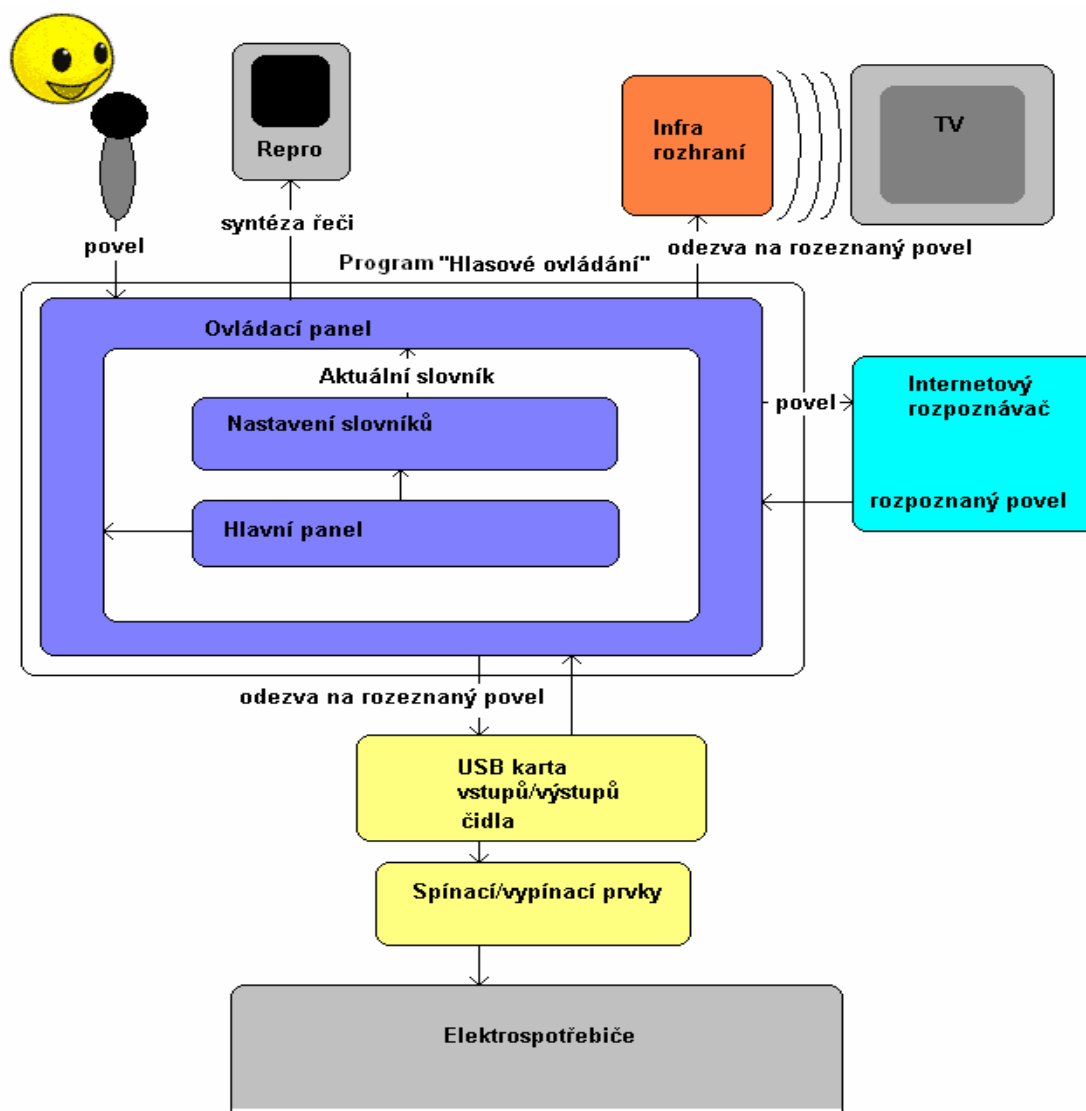 Repro
Infra
rozhraní
TV
syntéza řeči
povel
odezva na rozeznaný povel
Program "Hlasové ovládání"
Ovládací panel
Aktuální slovník
Nastavení slovníků
Hlavní panel
povel
Internetový
rozpoznávač
rozpoznaný povel
odezva na rozeznaný povel
USB karta
vstupů/výstupů
čidla
Spínací/vypínací prvky
Elektrospotřebiče